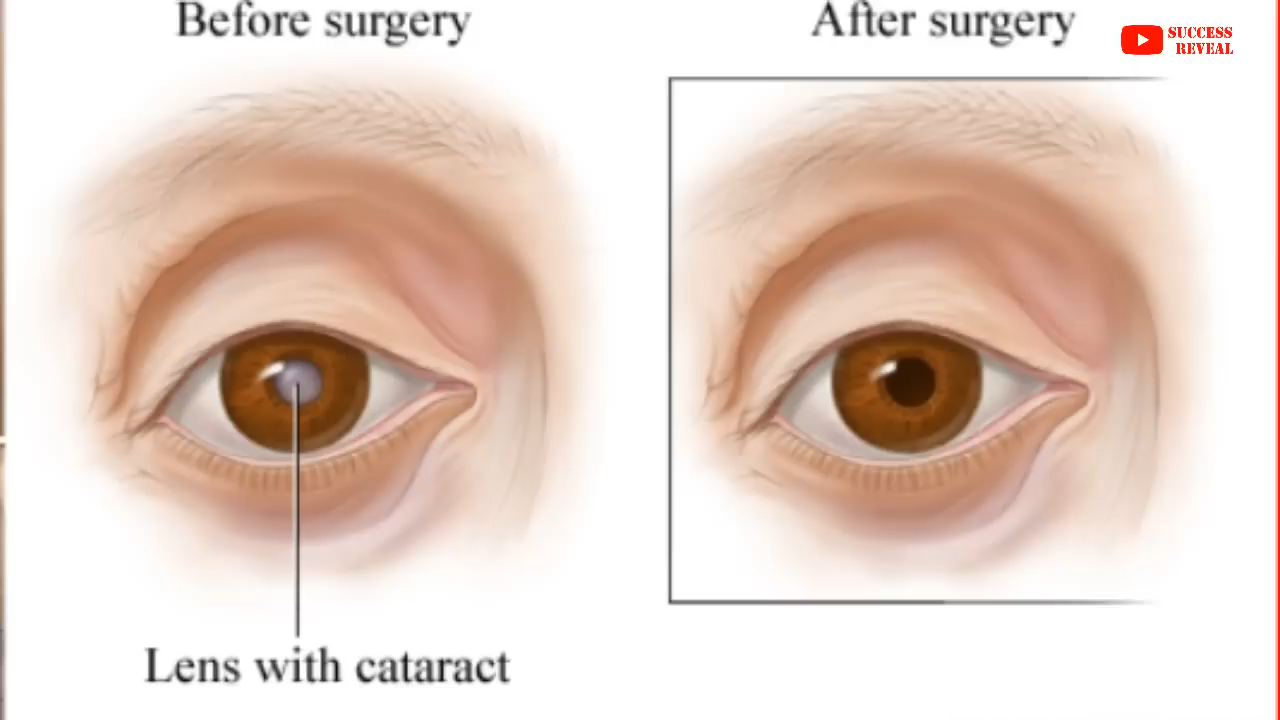 Before surgery
After surgery
SUCCESS
REVEAL
Lens with cataract